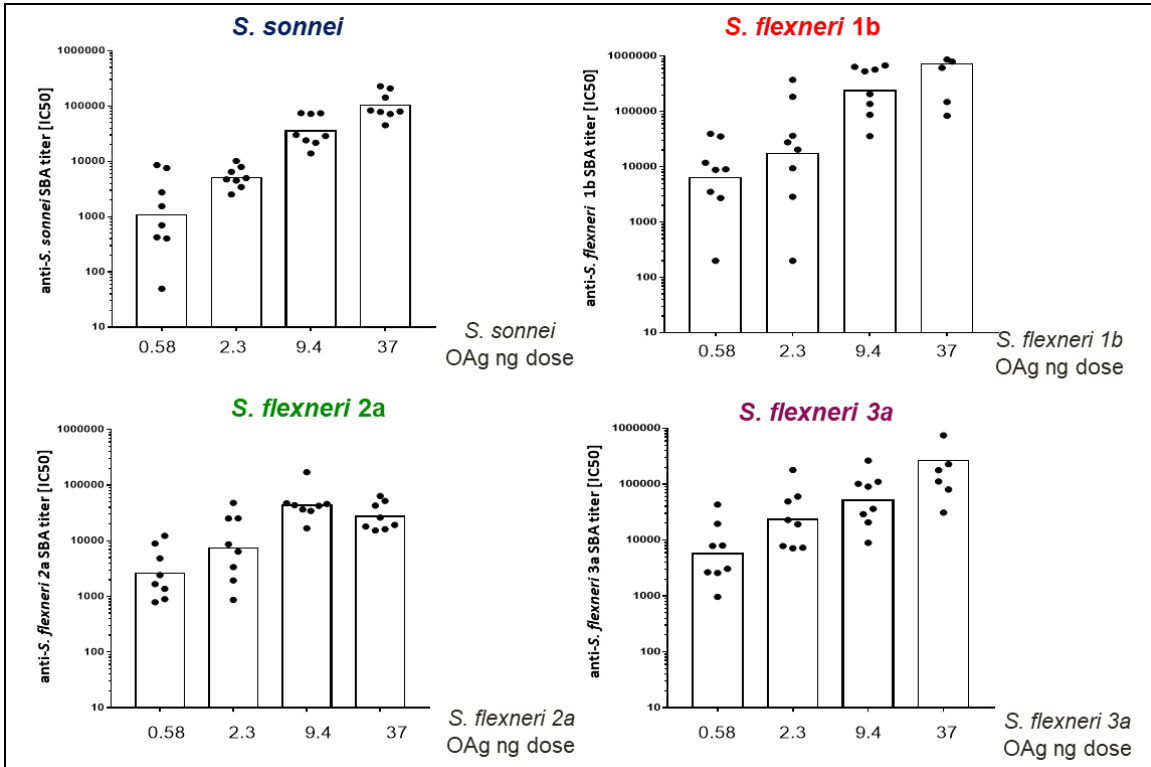 S. sonnei
anti-S. sonnei SBA titer [IC50]
1000000
100000
10000
1000
100
10
0.58 2.3 9.4 37
S. sonnei
OAg ng dose
S. flexneri 1b
anti-S. flexneri 1b SBA titer [IC50]
1000000
100000
10000
1000
100
10
0.58 2.3 9.4 37
S. flexneri 1b
OAg ng dose
S. flexneri 2a
anti-S. flexneri 2a SBA titer [IC50]
1000000
100000
10000
1000
100
10
0.58 2.3 9.4 37
S. flexneri 2a
OAg ng dose
S. flexneri 3a
anti-S. flexneri 3a SBA titer [IC50]
1000000
100000
10000
1000
100
10
0.58 2.3 9.4 37
S. flexneri 3a
OAg ng dose